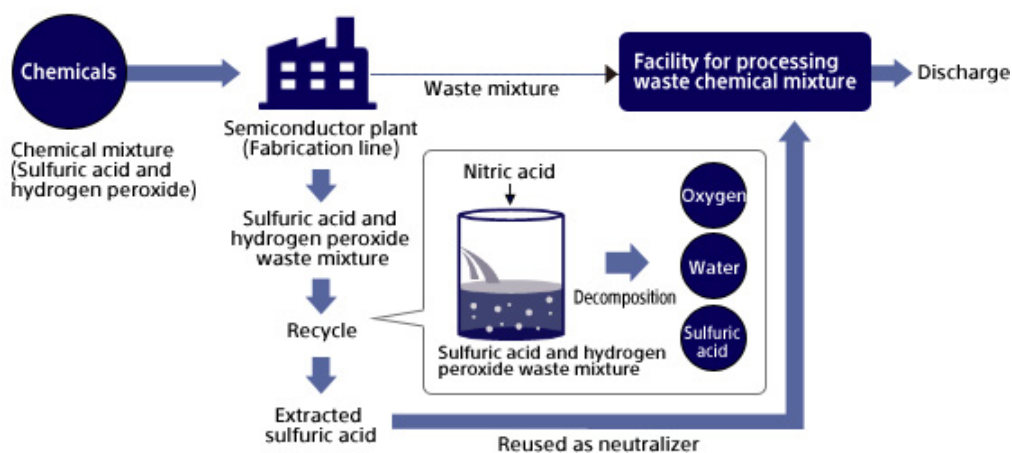 Chemicals
Chemical mixture
(Sulfuric acid and
hydrogen peroxide)
Semiconductor plant
(Fabrication line)
Waste mixture
Facility for processing
waste chemical mixture
Discharge
Sulfuric acid and
hydrogen peroxide
waste mixture
Recycle
Nitric acid
Sulfuric acid and hydrogen
peroxide waste mixture
Decomposition
Oxygen
Water
Sulfuric
acid
Extracted
sulfuric acid
Reused as neutralizer